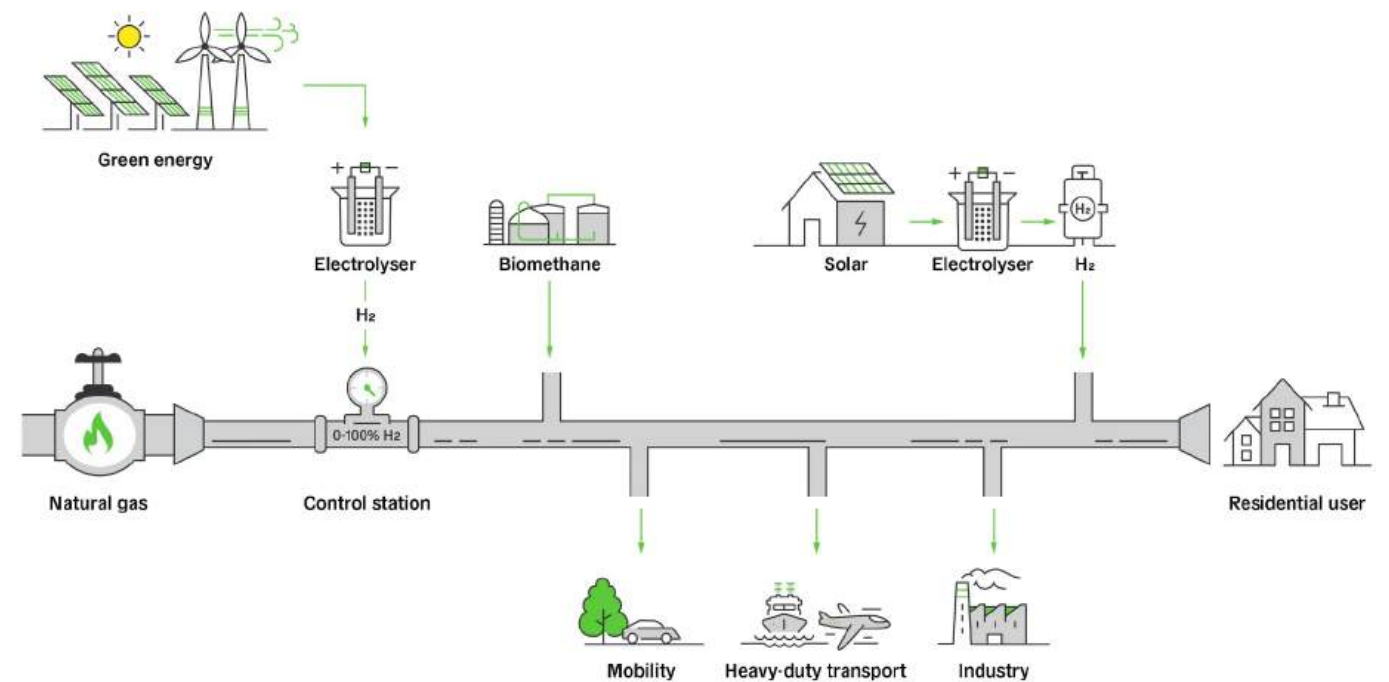 Green energy
+ −
Electrolyser
H₂
Biomethane
Solar
+ −
Electrolyser
H₂
H₂
0-100% H₂
Natural gas
Control station
Residential user
Mobility
Heavy-duty transport
Industry